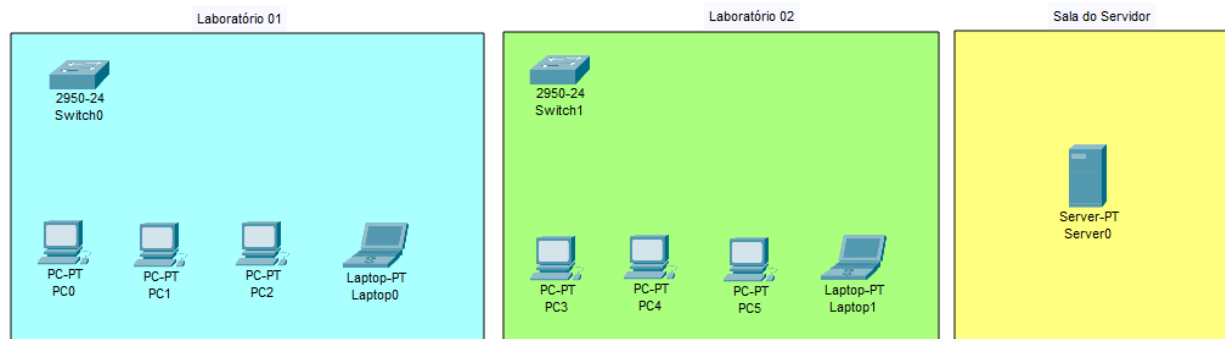 Laboratório 01
Laboratório 02
Sala do Servidor
2950-24
Switch0
2950-24
Switch1
PC-PT
PC0
PC-PT
PC1
PC-PT
PC2
Laptop-PT
Laptop0
PC-PT
PC3
PC-PT
PC4
PC-PT
PC5
Laptop-PT
Laptop1
Server-PT
Server0